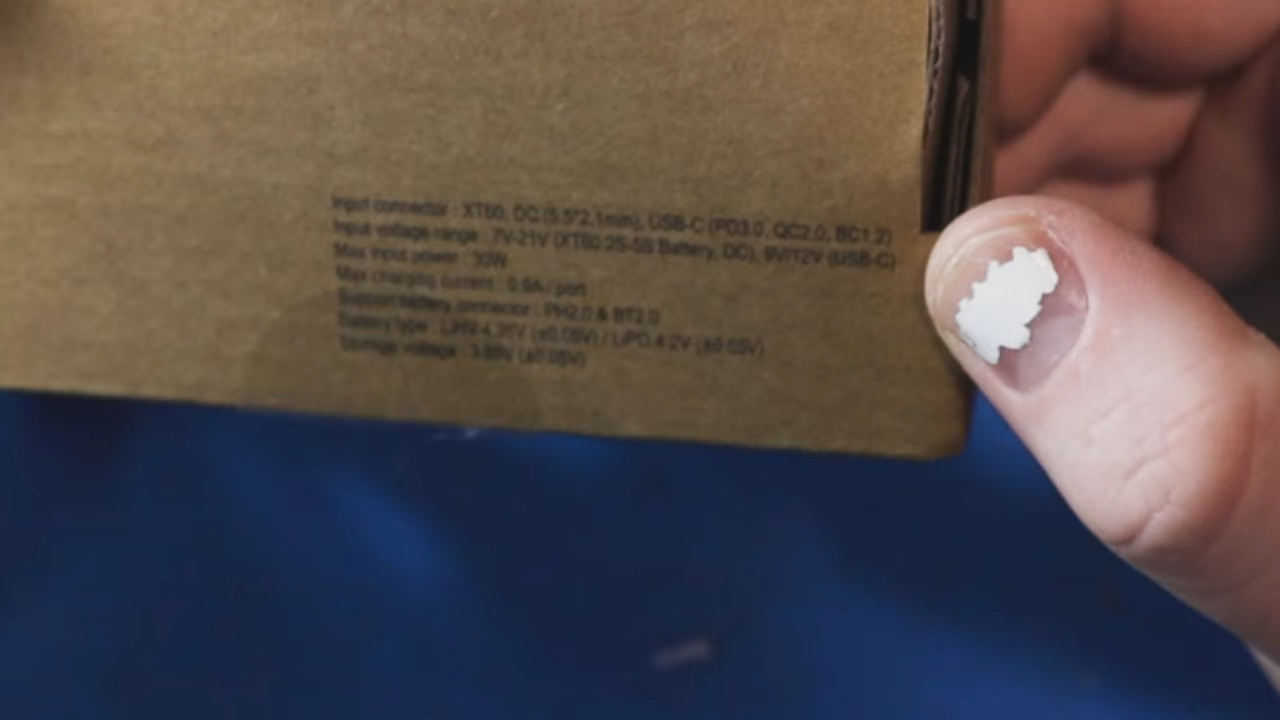 Input connector : XT60, DC (5.5*2.1mm), USB-C (PD3.0, QC2.0, BC1.2)
Input voltage range : 7V-21V (XT60:2S-5S Battery, DC), 9V/12V (USB-C)
Max input power :
Max charging current : 0.9A / port
Support battery connector : PH2.0 & BT2.0
Battery type : LiHV 4.35V (±0.05V) / LiPO 4.2V (±0.05V)
Storage voltage : (±0.05V)